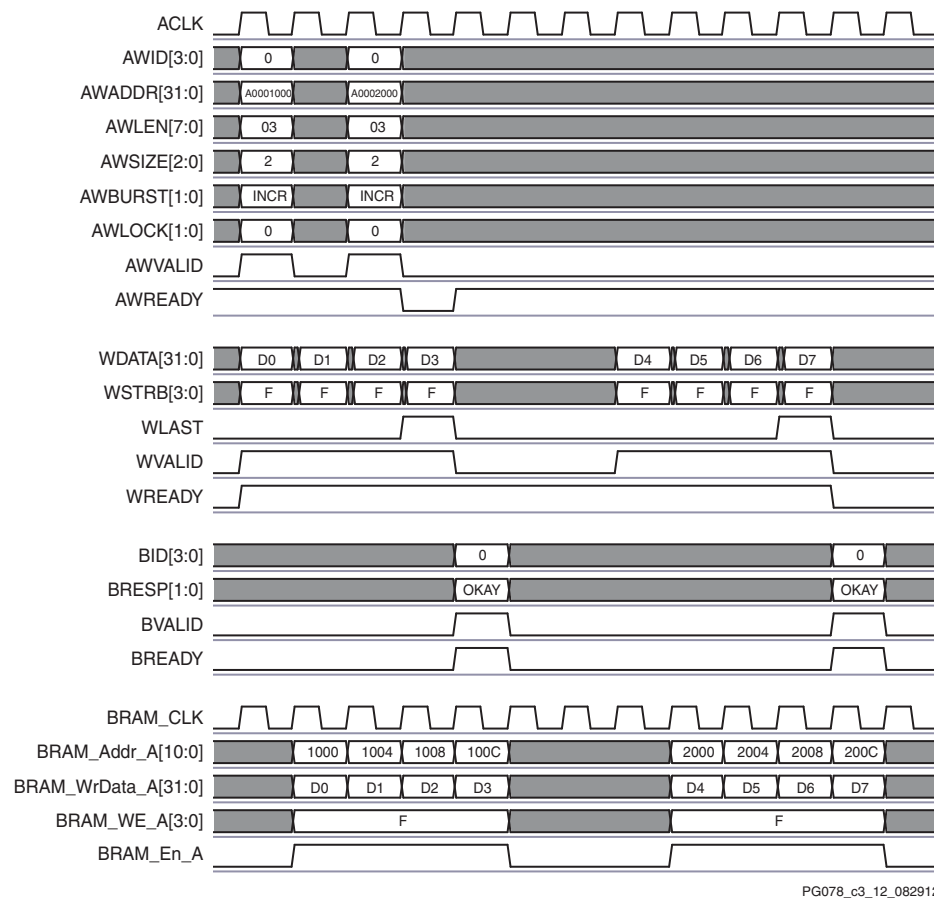 ACLK
AWID[3:0] 0 0
AWADDR[31:0] A0001000 A0002000
AWLEN[7:0] 03 03
AWSIZE[2:0] 2 2
AWBURST[1:0] INCR INCR
AWLOCK[1:0] 0 0
AWVALID
AWREADY
WDATA[31:0] D0 D1 D2 D3 D4 D5 D6 D7
WSTRB[3:0] F F F F F F F F
WLAST
WVALID
WREADY
BID[3:0] 0 0
BRESP[1:0] OKAY OKAY
BVALID
BREADY
BRAM_CLK
BRAM_Addr_A[10:0] 1000 1004 1008 100C 2000 2004 2008 200C
BRAM_WrData_A[31:0] D0 D1 D2 D3 D4 D5 D6 D7
BRAM_WE_A[3:0] F F
BRAM_En_A
PG078_c3_12_082912